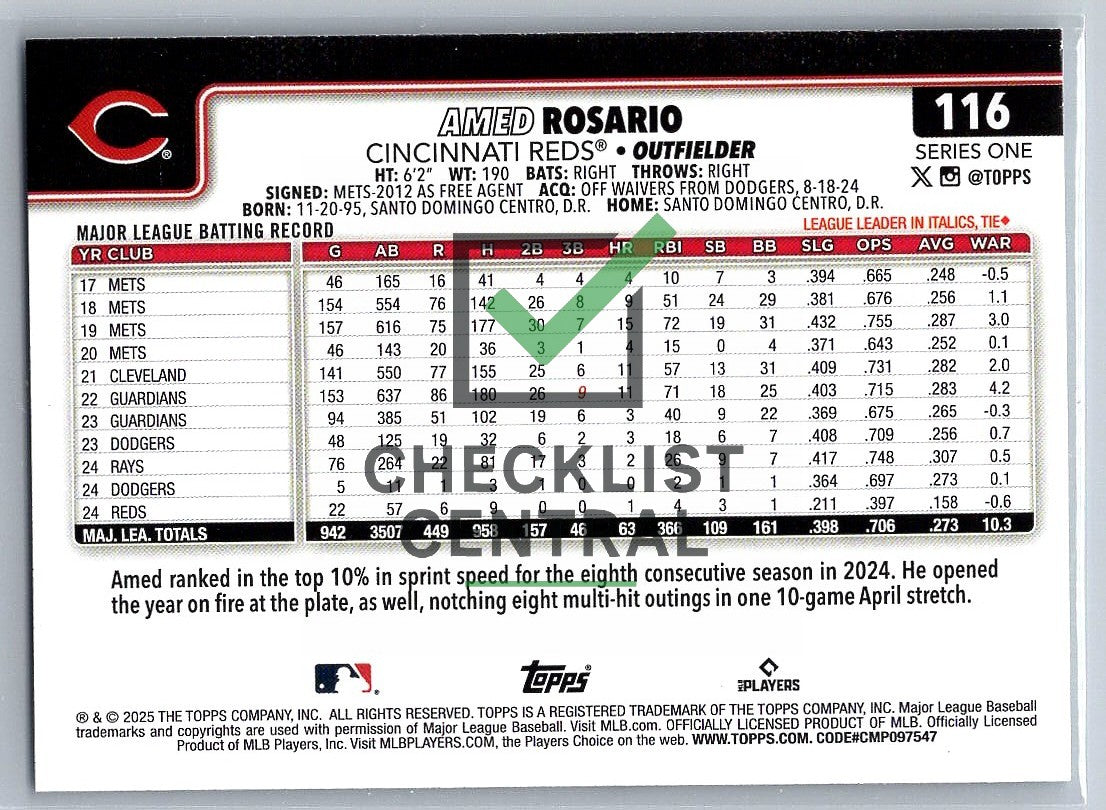 116
AMED ROSARIO
CINCINNATI REDS® • OUTFIELDER
SERIES ONE
HT: 6'2" WT: 190 BATS: RIGHT THROWS: RIGHT
@TOPPS
SIGNED: METS-2012 AS FREE AGENT ACQ: OFF WAIVERS FROM DODGERS, 8-18-24
BORN: 11-20-95, SANTO DOMINGO CENTRO, D.R. HOME: SANTO DOMINGO CENTRO, D.R.
MAJOR LEAGUE BATTING RECORD LEAGUE LEADER IN ITALICS, TIE♦
YR CLUB G AB R H 2B 3B HR RBI SB BB SLG OPS AVG WAR
17 METS 46 165 16 41 4 4 4 10 7 3 .394 .665 .248 -0.5
18 METS 154 554 76 142 26 8 9 51 24 29 .381 .676 .256 1.1
19 METS 157 616 75 177 30 7 15 72 19 31 .432 .755 .287 3.0
20 METS 46 143 20 36 3 1 4 15 0 4 .371 .643 .252 0.1
21 CLEVELAND 141 550 77 155 25 6 11 57 13 31 .409 .731 .282 2.0
22 GUARDIANS 153 637 86 180 26 9 11 71 18 25 .403 .715 .283 4.2
23 GUARDIANS 94 385 51 102 19 6 3 40 9 22 .369 .675 .265 -0.3
23 DODGERS 48 125 19 32 6 2 3 18 6 7 .408 .709 .256 0.7
24 RAYS 76 264 22 81 17 3 2 26 9 7 .417 .748 .307 0.5
24 DODGERS 5 11 1 3 1 0 0 2 1 1 .364 .697 .273 0.1
24 REDS 22 57 6 9 0 0 1 4 3 1 .211 .397 .158 -0.6
MAJ. LEA. TOTALS 942 3507 449 958 157 46 63 366 109 161 .398 .706 .273 10.3
CHECKLIST
CENTRAL
Amed ranked in the top 10% in sprint speed for the eighth consecutive season in 2024. He opened
the year on fire at the plate, as well, notching eight multi-hit outings in one 10-game April stretch.
Topps®
MLB PLAYERS
® & © 2025 THE TOPPS COMPANY, INC. ALL RIGHTS RESERVED. TOPPS IS A REGISTERED TRADEMARK OF THE TOPPS COMPANY, INC. Major League Baseball
trademarks and copyrights are used with permission of Major League Baseball. Visit MLB.com. OFFICIALLY LICENSED PRODUCT OF MLB. Officially Licensed
Product of MLB Players, Inc. Visit MLBPLAYERS.COM, the Players Choice on the web. WWW.TOPPS.COM. CODE#CMP097547